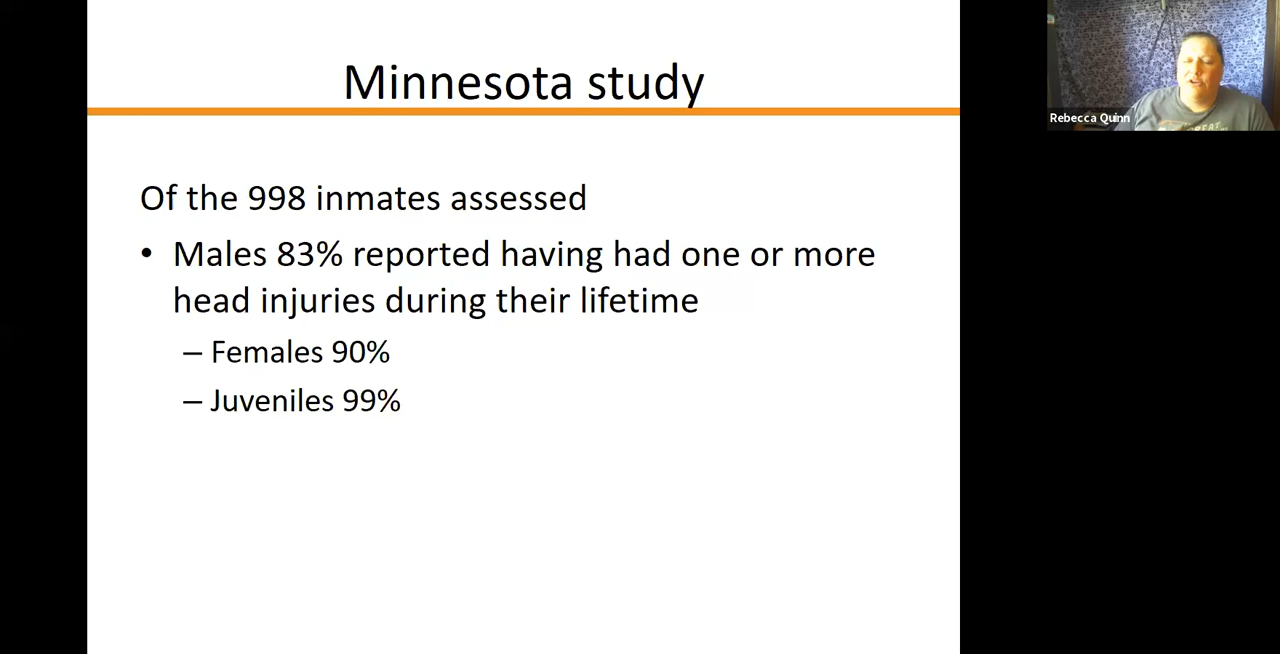 Minnesota study
Of the 998 inmates assessed
• Males 83% reported having had one or more
head injuries during their lifetime
– Females 90%
– Juveniles 99%
Rebecca Quinn